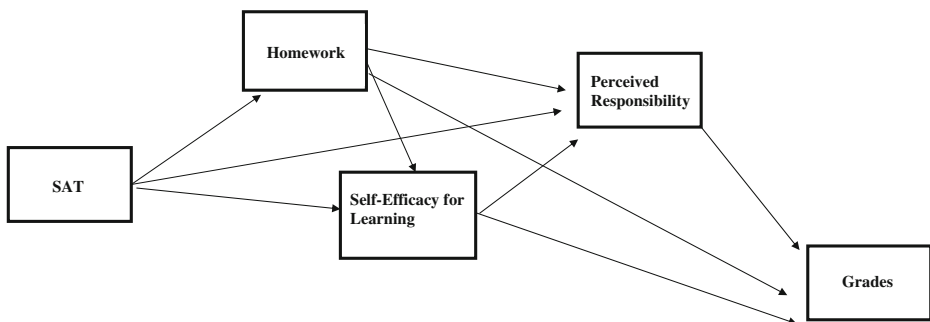 Homework
Perceived
Responsibility
SAT
Self-Efficacy for
Learning
Grades